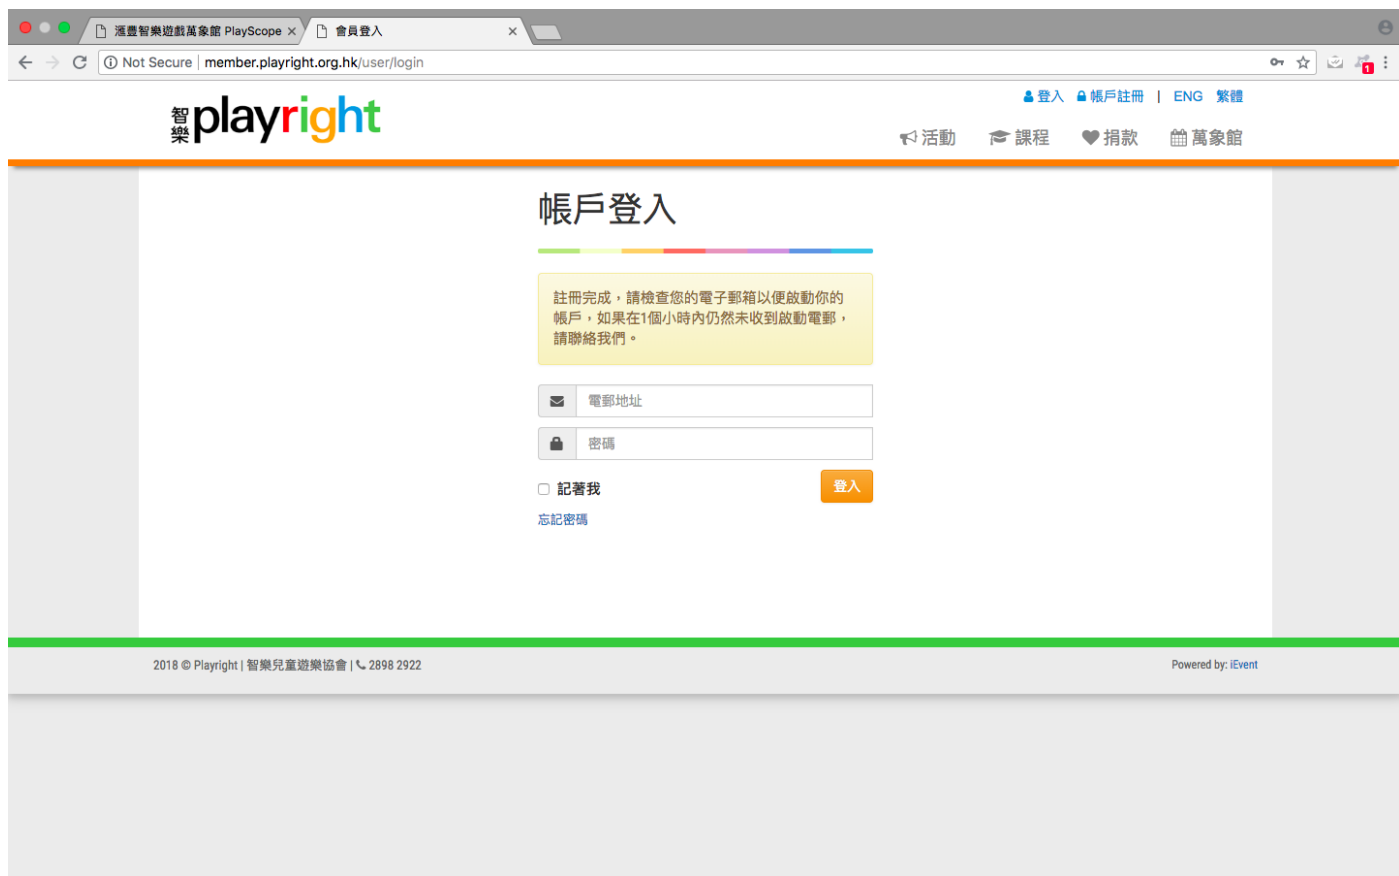 滙豐智樂遊戲萬象館 PlayScope
會員登入
Not Secure | member.playright.org.hk/user/login
1
登入 帳戶註冊 | ENG 繁體
智樂 playright
活動 課程 捐款 萬象館
帳戶登入
註冊完成，請檢查您的電子郵箱以便啟動你的
帳戶，如果在1個小時內仍然未收到啟動電郵，
請聯絡我們。
電郵地址
密碼
記著我
登入
忘記密碼
2018 © Playright | 智樂兒童遊樂協會 | 2898 2922
Powered by: iEvent